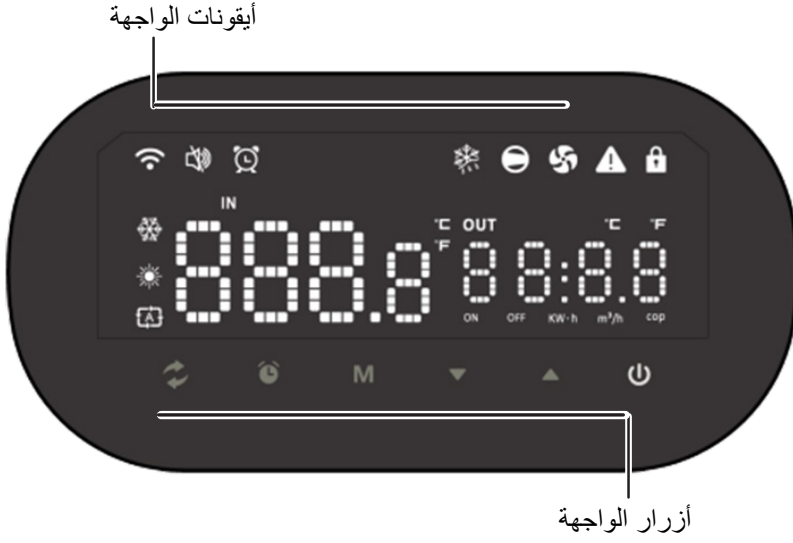 أيقونات الواجهة
IN
°C OUT °C °F
°F
888.8 88:8.8
A
ON OFF KW·h m³/h cop
M
أزرار الواجهة